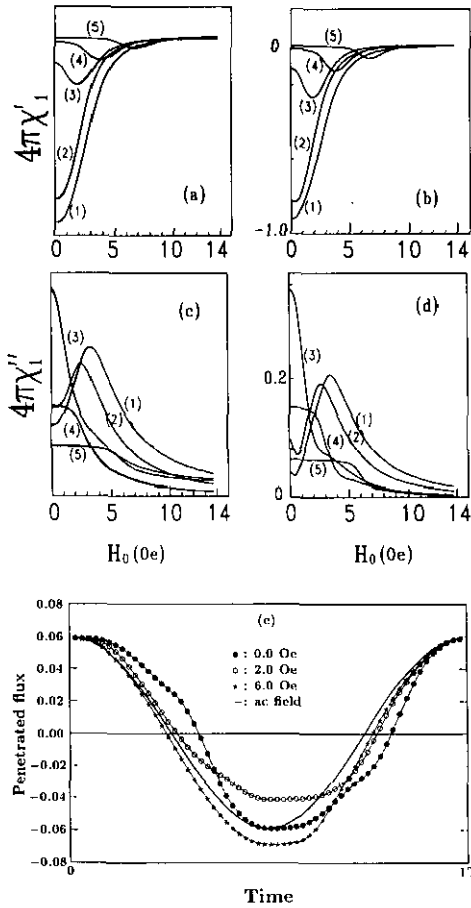 (5)
(4)
(3)
(2)
(1)
(a)
4πχ′₁
0 5 10 14
(5)
(4)
(3)
(2)
(1)
(b)
0
-1.0
0 5 10 14
(c)
(3)
(1)
(2)
(4)
(5)
4πχ″₁
0 5 10 14
H₀(Oe)
(d)
(3)
(1)
(2)
(4)
(5)
0.2
0
0 5 10 14
H₀(Oe)
(e)
• : 0.0 Oe
○ : 2.0 Oe
* : 6.0 Oe
–: ac field
0.08
0.06
0.04
0.02
0.00
-0.02
-0.04
-0.06
-0.08
Penetrated flux
0
Time